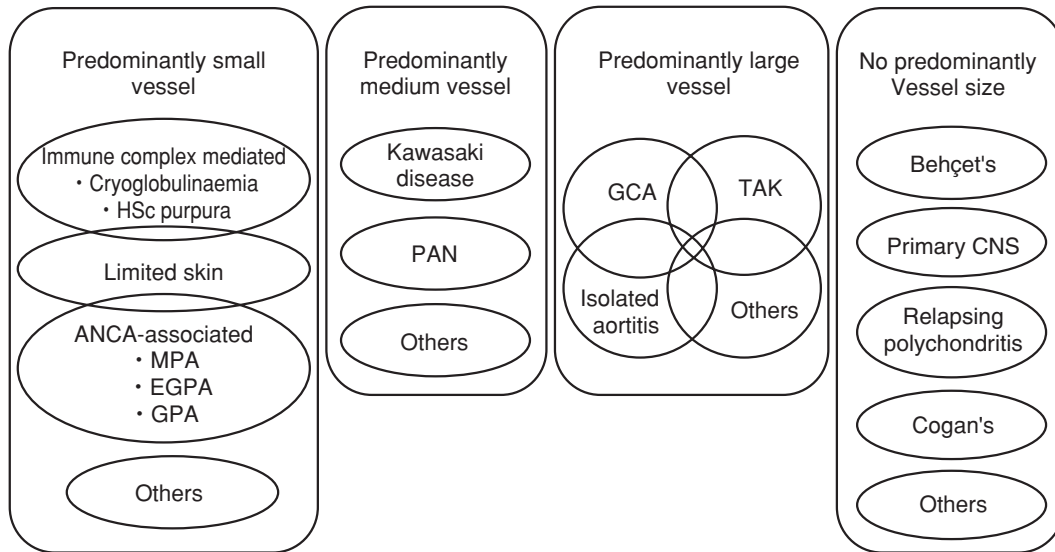 Predominantly small
vessel
Immune complex mediated
・ Cryoglobulinaemia
・ HSc purpura
Limited skin
ANCA-associated
・ MPA
・ EGPA
・ GPA
Others
Predominantly
medium vessel
Kawasaki
disease
PAN
Others
Predominantly large
vessel
GCA
TAK
Isolated
aortitis
Others
No predominantly
Vessel size
Behçet's
Primary CNS
Relapsing
polychondritis
Cogan's
Others